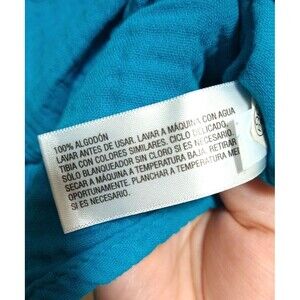 100% ALGODÓN
LAVAR ANTES DE USAR. LAVAR A MÁQUINA CON AGUA
TIBIA CON COLORES SIMILARES. CICLO DELICADO.
SÓLO BLANQUEADOR SIN CLORO SI ES NECESARIO.
SECAR A MÁQUINA A TEMPERATURA BAJA. RETIRAR
OPORTUNAMENTE. PLANCHAR A TEMPERATURA MEDIA
SI ES NECESARIO.